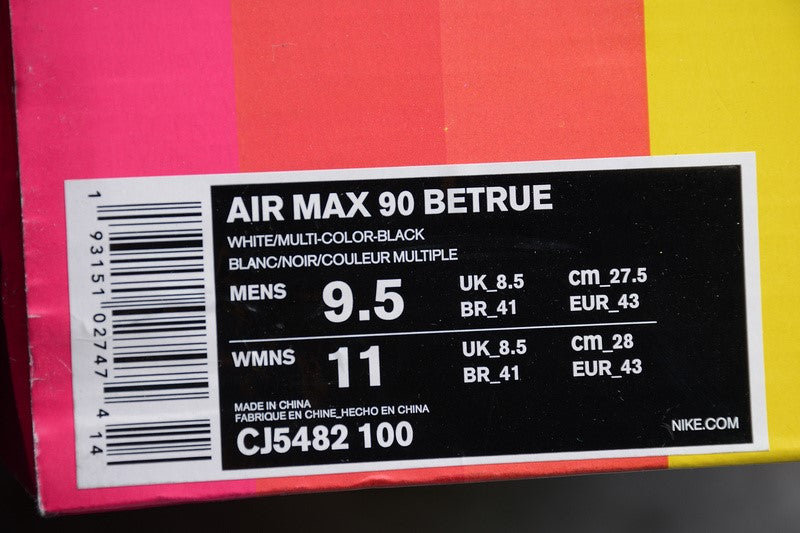 AIR MAX 90 BETRUE
WHITE/MULTI-COLOR-BLACK
BLANC/NOIR/COULEUR MULTIPLE
MENS 9.5 UK_8.5 cm_27.5
BR_41 EUR_43
WMNS 11 UK_8.5 cm_28
BR_41 EUR_43
MADE IN CHINA
FABRIQUE EN CHINE_HECHO EN CHINA
CJ5482 100
NIKE.COM
1 93151 02747 4 14